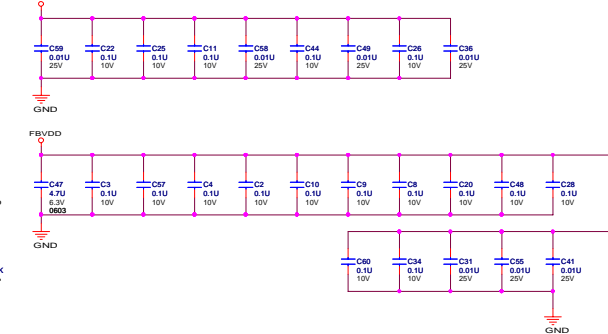 C59 C22 C25 C11 C58 C44 C49 C26 C36
0.01U 0.1U 0.1U 0.1U 0.01U 0.1U 0.01U 0.1U 0.01U
25V 10V 10V 10V 25V 10V 25V 10V 25V
GND
FBVDD
C47 C3 C57 C4 C2 C10 C9 C8 C20 C48 C28
4.7U 0.1U 0.1U 0.1U 0.1U 0.1U 0.1U 0.1U 0.1U 0.1U 0.1U
6.3V 10V 10V 10V 10V 10V 10V 10V 10V 10V 10V
0603
GND
C60 C34 C31 C55 C41
0.1U 0.1U 0.01U 0.01U 0.01U
10V 10V 25V 25V 25V
GND